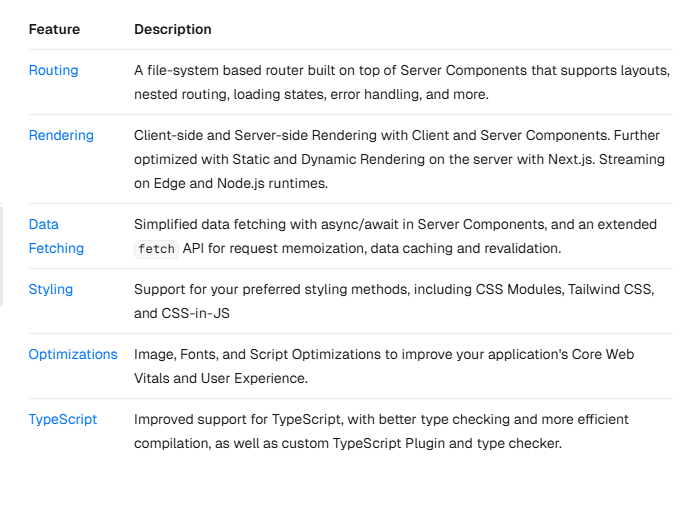 Feature Description
Routing A file-system based router built on top of Server Components that supports layouts,
nested routing, loading states, error handling, and more.
Rendering Client-side and Server-side Rendering with Client and Server Components. Further
optimized with Static and Dynamic Rendering on the server with Next.js. Streaming
on Edge and Node.js runtimes.
Data Simplified data fetching with async/await in Server Components, and an extended
Fetching fetch API for request memoization, data caching and revalidation.
Styling Support for your preferred styling methods, including CSS Modules, Tailwind CSS,
and CSS-in-JS
Optimizations Image, Fonts, and Script Optimizations to improve your application's Core Web
Vitals and User Experience.
TypeScript Improved support for TypeScript, with better type checking and more efficient
compilation, as well as custom TypeScript Plugin and type checker.